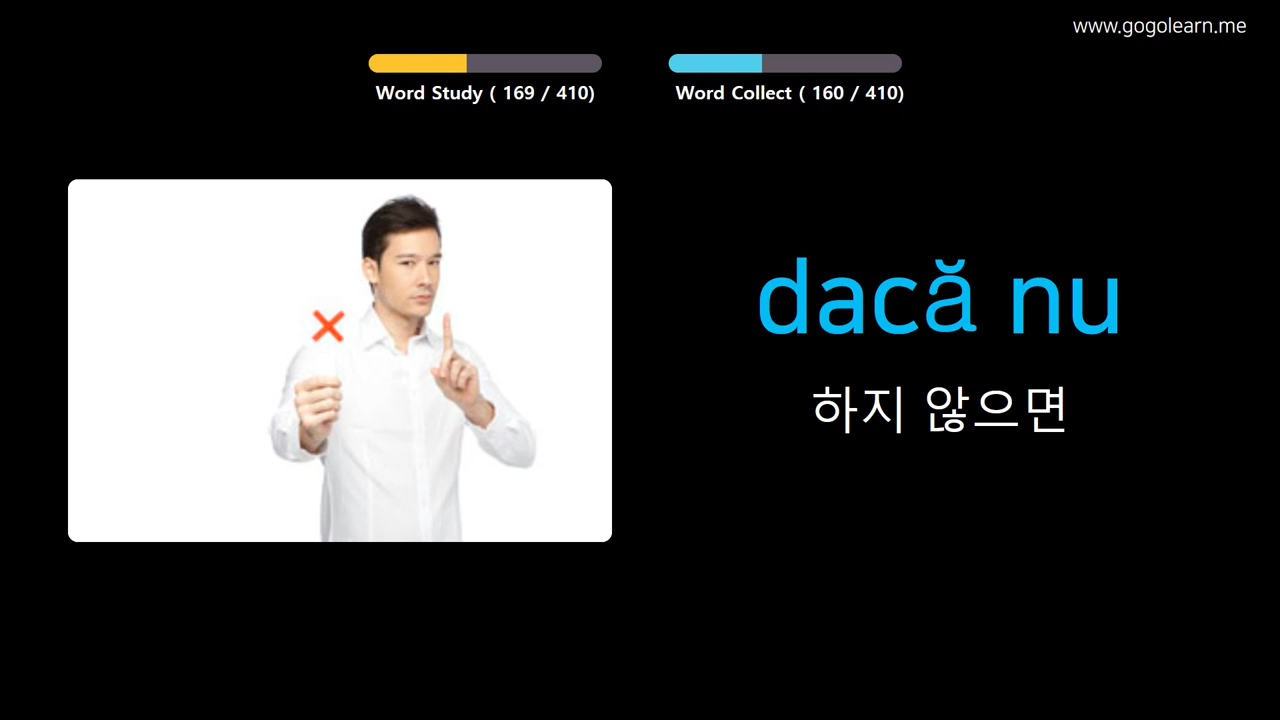 www.gogolearn.me
Word Study ( 169 / 410)
Word Collect ( 160 / 410)
dacă nu
하지 않으면